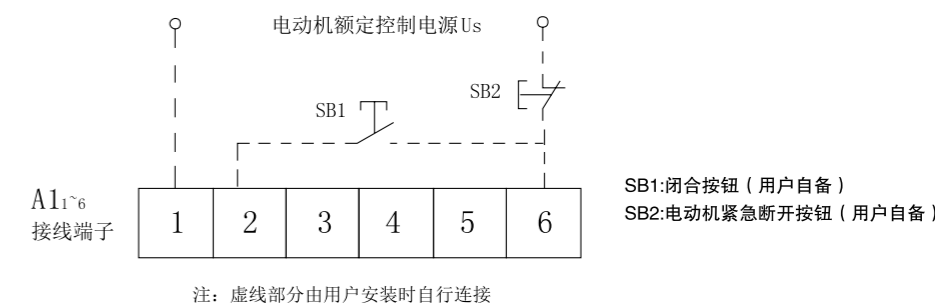 电动机额定控制电源Us
SB2
SB1
A11~6
接线端子
1 2 3 4 5 6
SB1:闭合按钮（用户自备）
SB2:电动机紧急断开按钮（用户自备）
注：虚线部分由用户安装时自行连接